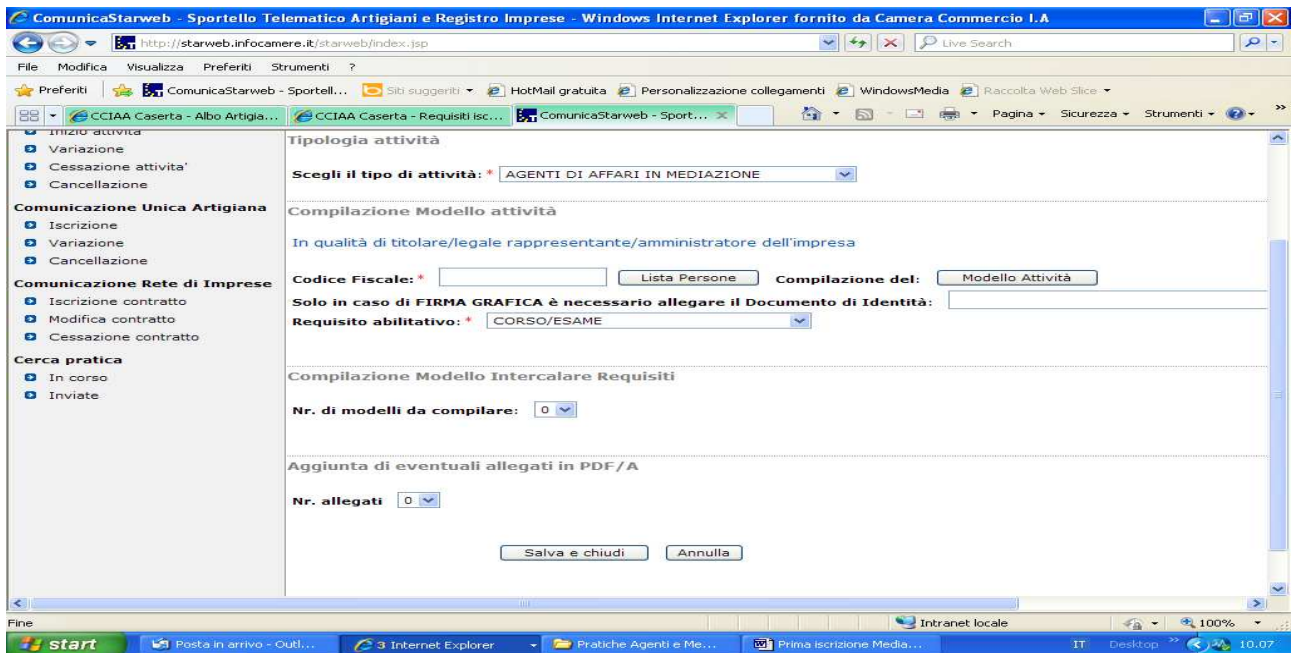 ComunicaStarweb - Sportello Telematico Artigiani e Registro Imprese - Windows Internet Explorer fornito da Camera Commercio I.A
http://starweb.infocamere.it/starweb/index.jsp
Live Search
File Modifica Visualizza Preferiti Strumenti ?
Preferiti ComunicaStarweb - Sportell... Siti suggeriti HotMail gratuita Personalizzazione collegamenti WindowsMedia Raccolta Web Slice
CCIAA Caserta - Albo Artigia... CCIAA Caserta - Requisiti isc... ComunicaStarweb - Sport... Pagina Sicurezza Strumenti
Inizio attivita'
Variazione
Cessazione attivita'
Cancellazione
Comunicazione Unica Artigiana
Iscrizione
Variazione
Cancellazione
Comunicazione Rete di Imprese
Iscrizione contratto
Modifica contratto
Cessazione contratto
Cerca pratica
In corso
Inviate
Tipologia attività
Scegli il tipo di attività: * AGENTI DI AFFARI IN MEDIAZIONE
Compilazione Modello attività
In qualità di titolare/legale rappresentante/amministratore dell'impresa
Codice Fiscale: * Lista Persone Compilazione del: Modello Attività
Solo in caso di FIRMA GRAFICA è necessario allegare il Documento di Identità:
Requisito abilitativo: * CORSO/ESAME
Compilazione Modello Intercalare Requisiti
Nr. di modelli da compilare: 0
Aggiunta di eventuali allegati in PDF/A
Nr. allegati 0
Salva e chiudi Annulla
Fine Intranet locale 100%
start Posta in arrivo - Outl... 3 Internet Explorer Pratiche Agenti e Me... Prima iscrizione Media... IT Desktop 10.07